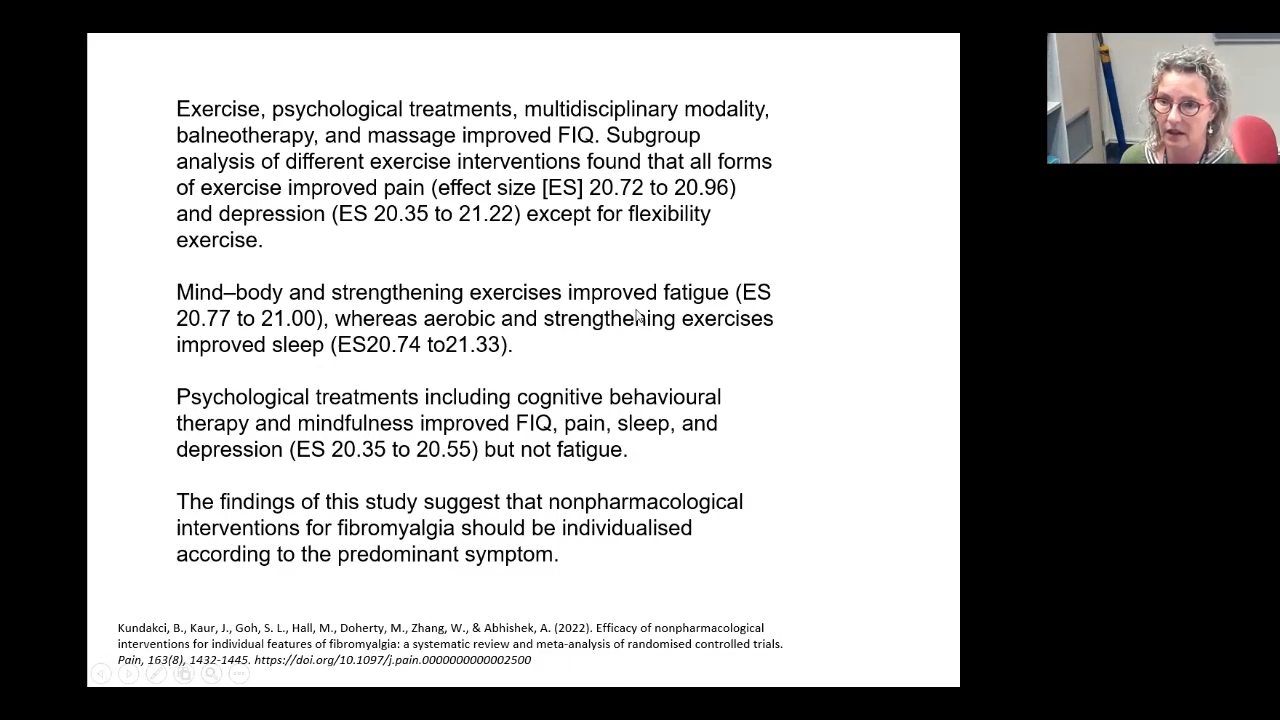 Exercise, psychological treatments, multidisciplinary modality,
balneotherapy, and massage improved FIQ. Subgroup
analysis of different exercise interventions found that all forms
of exercise improved pain (effect size [ES] 20.72 to 20.96)
and depression (ES 20.35 to 21.22) except for flexibility
exercise.
Mind–body and strengthening exercises improved fatigue (ES
20.77 to 21.00), whereas aerobic and strengthening exercises
improved sleep (ES20.74 to21.33).
Psychological treatments including cognitive behavioural
therapy and mindfulness improved FIQ, pain, sleep, and
depression (ES 20.35 to 20.55) but not fatigue.
The findings of this study suggest that nonpharmacological
interventions for fibromyalgia should be individualised
according to the predominant symptom.
Kundakci, B., Kaur, J., Goh, S. L., Hall, M., Doherty, M., Zhang, W., & Abhishek, A. (2022). Efficacy of nonpharmacological
interventions for individual features of fibromyalgia: a systematic review and meta-analysis of randomised controlled trials.
Pain, 163(8), 1432-1445. https://doi.org/10.1097/j.pain.0000000000002500